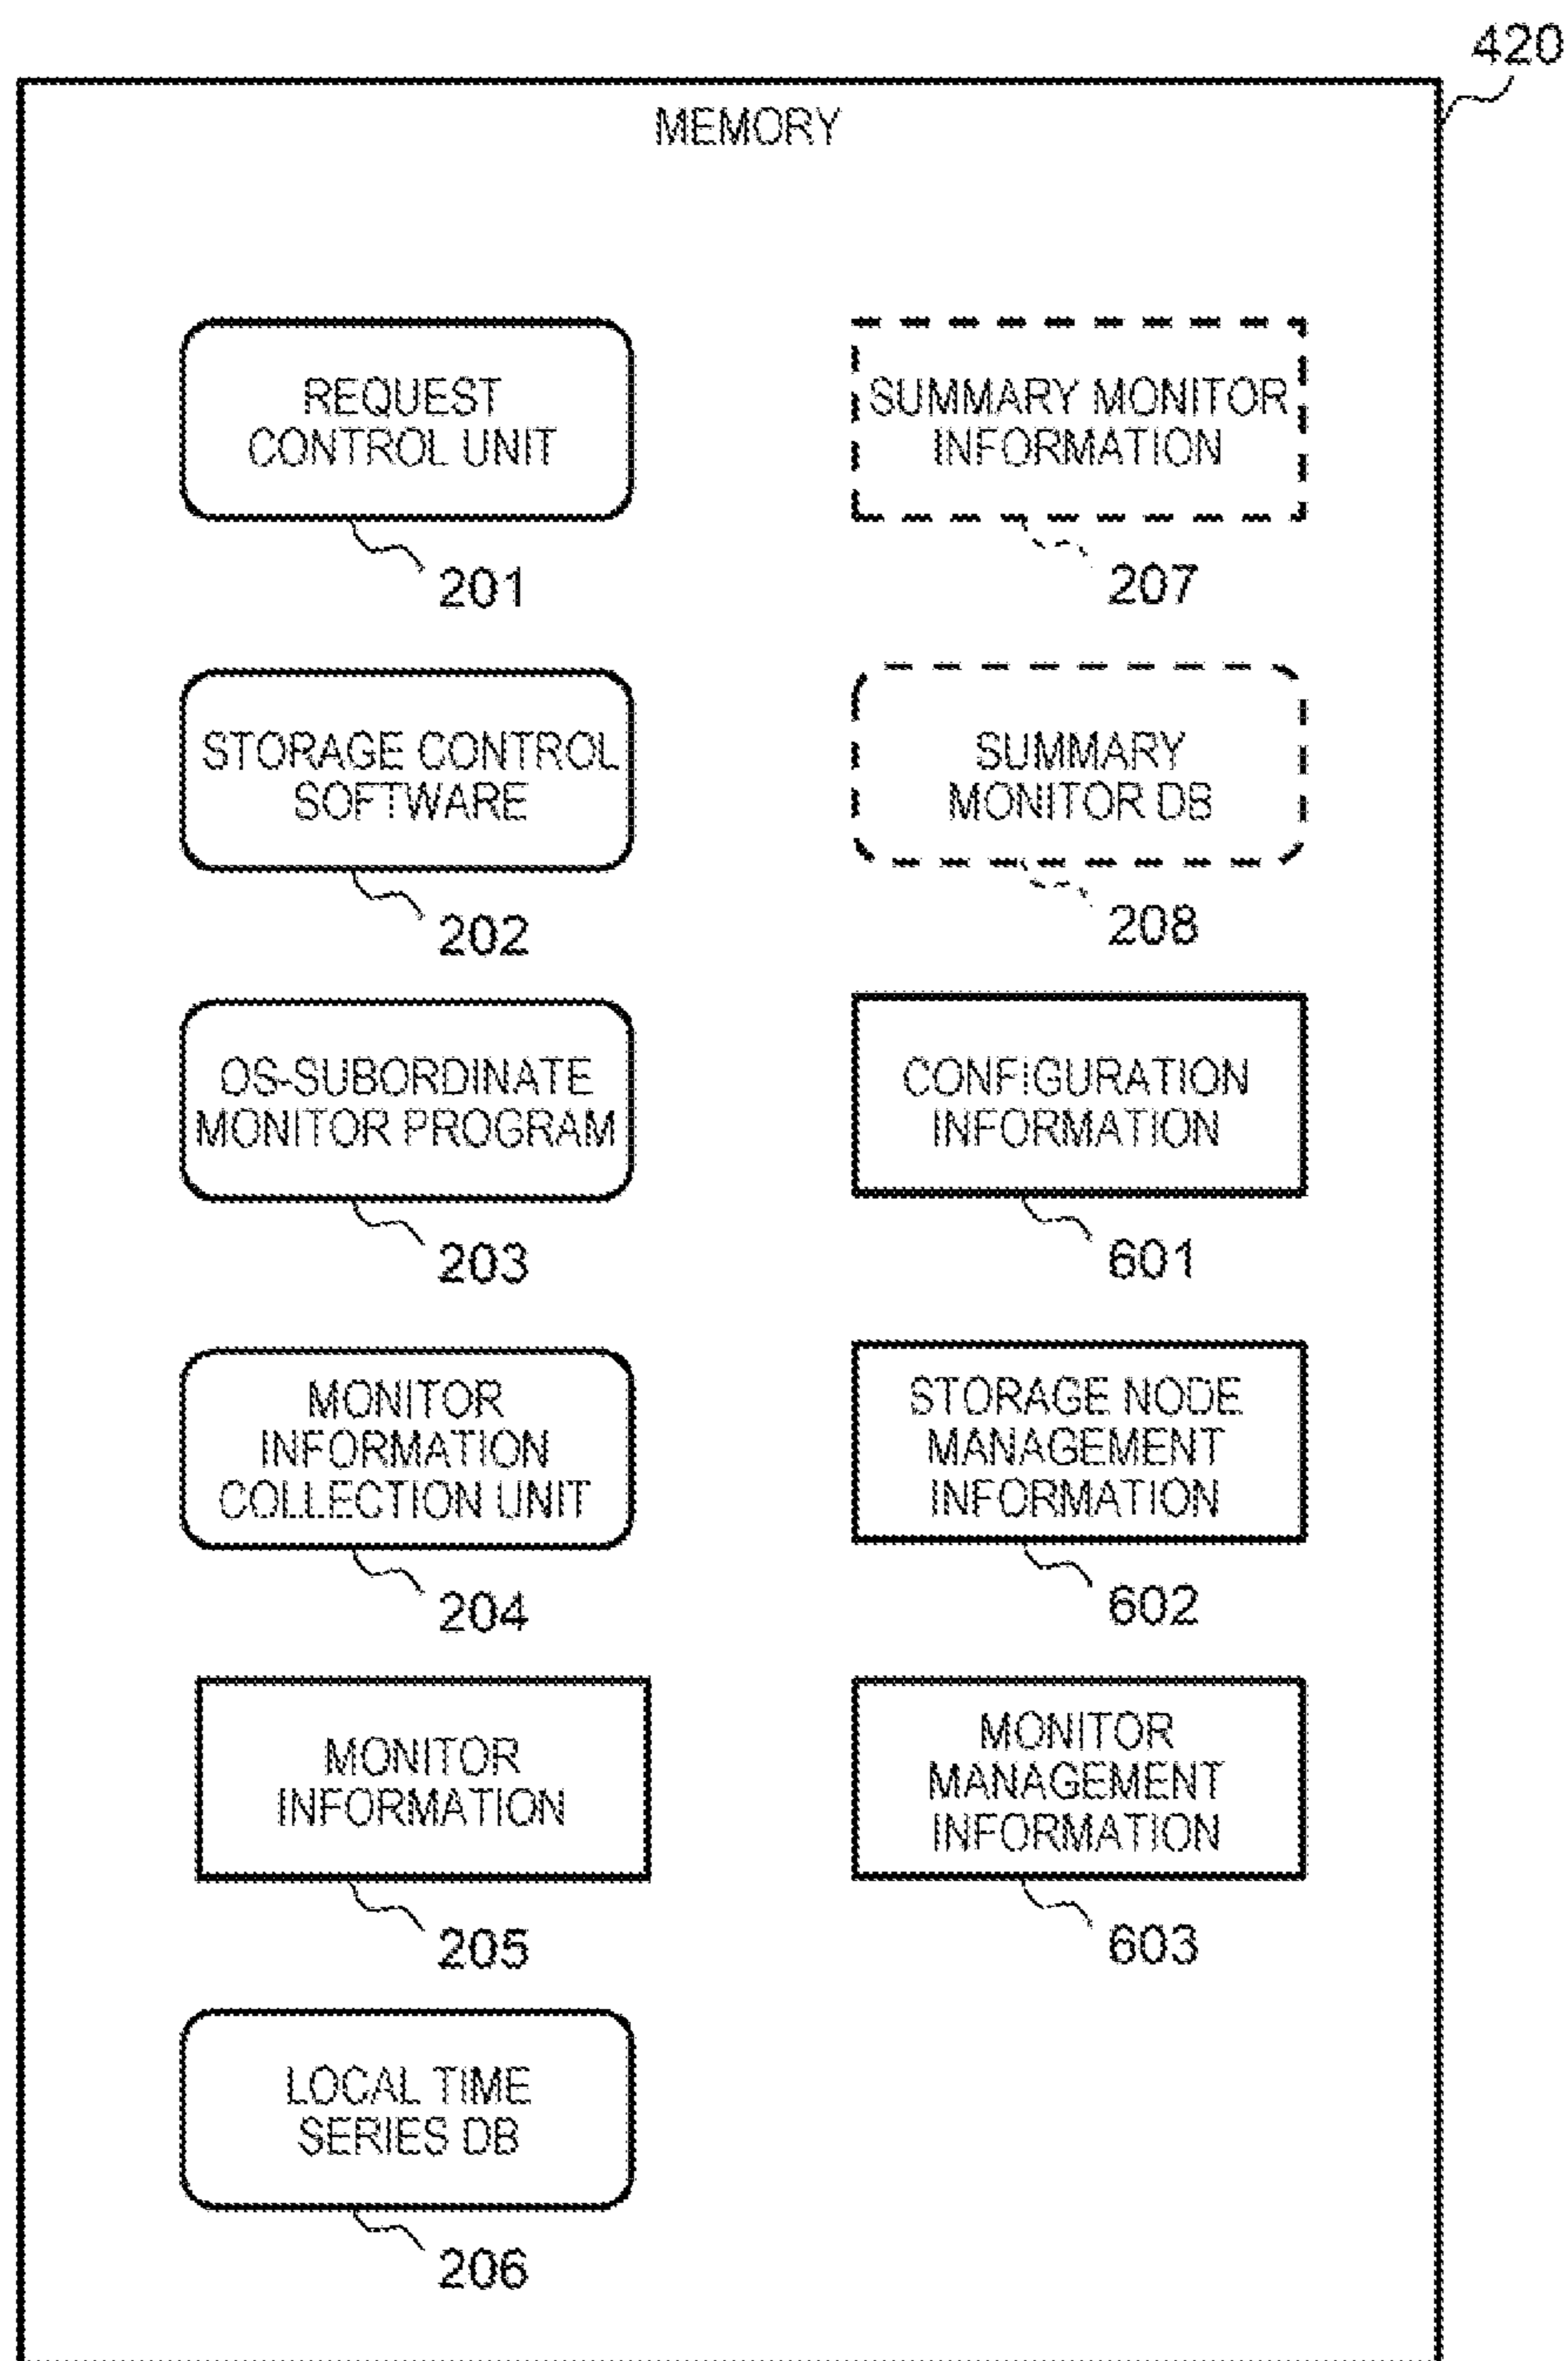 420
MEMORY
REQUEST
CONTROL UNIT
201
SUMMARY MONITOR
INFORMATION
207
STORAGE CONTROL
SOFTWARE
202
SUMMARY
MONITOR DB
208
OS-SUBORDINATE
MONITOR PROGRAM
203
CONFIGURATION
INFORMATION
601
MONITOR
INFORMATION
COLLECTION UNIT
204
STORAGE NODE
MANAGEMENT
INFORMATION
602
MONITOR
INFORMATION
205
MONITOR
MANAGEMENT
INFORMATION
603
LOCAL TIME
SERIES DB
206